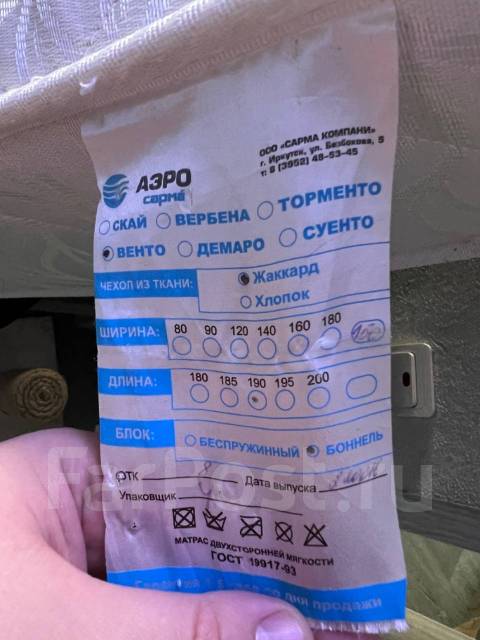 ООО «САРМА КОМПАНИ»
г. Иркутск, ул. Безбокова, 5
т: 8 (3952) 48-53-45
АЭРО
сарма
СКАЙ ВЕРБЕНА ТОРМЕНТО
ВЕНТО ДЕМАРО СУЕНТО
ЧЕХОЛ ИЗ ТКАНИ: Жаккард
Хлопок
ШИРИНА: 80 90 120 140 160 180
ДЛИНА: 180 185 190 195 200
БЛОК: БЕСПРУЖИННЫЙ БОННЕЛЬ
ОТК Дата выпуска
Упаковщик
МАТРАС ДВУХСТОРОННЕЙ МЯГКОСТИ
ГОСТ 19917-93
дня продажи
FarPost.ru